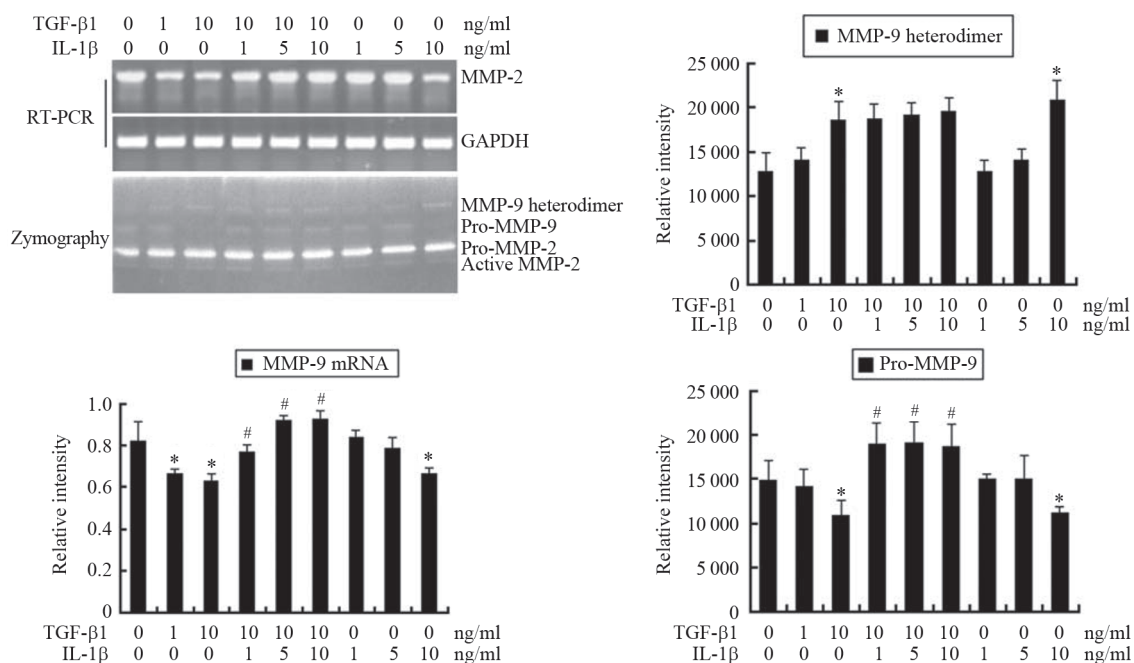 TGF-β1 0 1 10 10 10 10 0 0 0 ng/ml
IL-1β 0 0 0 1 5 10 1 5 10 ng/ml
RT-PCR
MMP-2
GAPDH
Zymography
MMP-9 heterodimer
Pro-MMP-9
Pro-MMP-2
Active MMP-2
MMP-9 heterodimer
Relative intensity
25 000
20 000
15 000
10 000
5 000
0
* *
TGF-β1 0 1 10 10 10 10 0 0 0 ng/ml
IL-1β 0 0 0 1 5 10 1 5 10 ng/ml
MMP-9 mRNA
Relative intensity
1.0
0.8
0.6
0.4
0.2
0
* * # # # *
TGF-β1 0 1 10 10 10 10 0 0 0 ng/ml
IL-1β 0 0 0 1 5 10 1 5 10 ng/ml
Pro-MMP-9
Relative intensity
25 000
20 000
15 000
10 000
5 000
0
* # # # *
TGF-β1 0 1 10 10 10 10 0 0 0 ng/ml
IL-1β 0 0 0 1 5 10 1 5 10 ng/ml